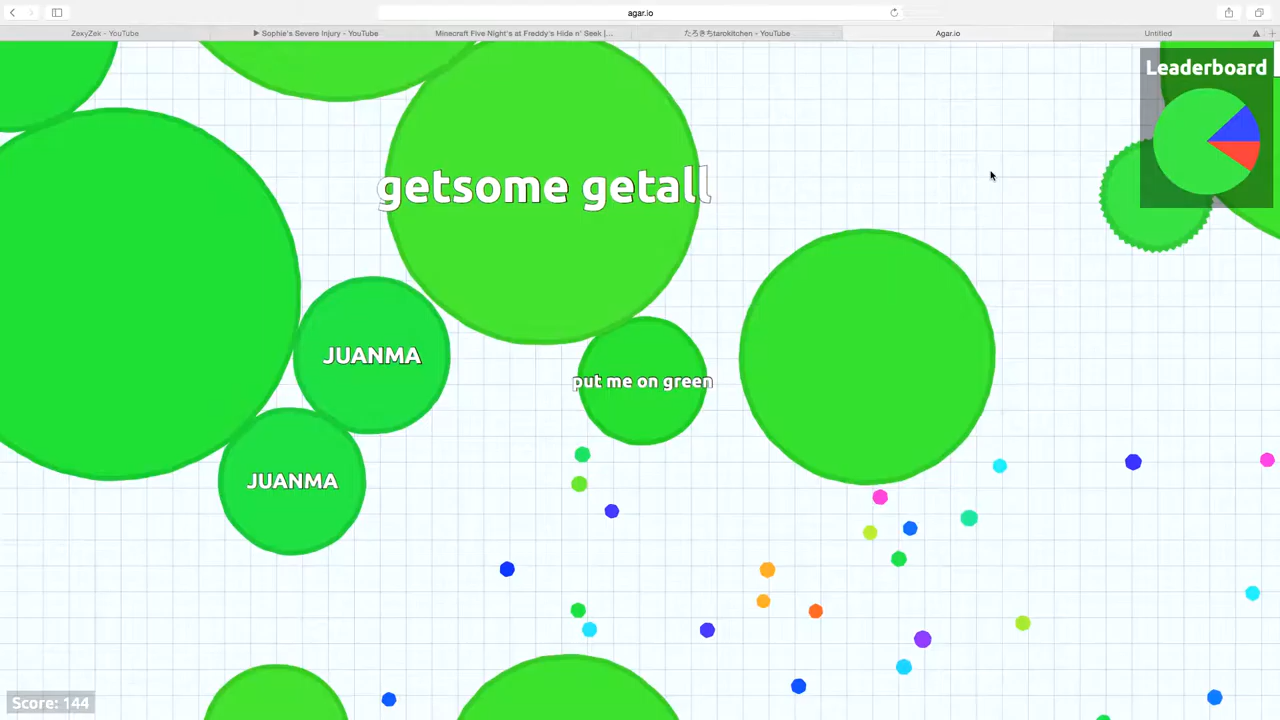 agar.io
ZexyZek - YouTube
▶ Sophie's Severe Injury - YouTube
Minecraft Five Night's at Freddy's Hide n' Seek |...
たろきちtarokitchen - YouTube
Agar.io
Untitled
Leaderboard
getsome getall
JUANMA
put me on green
JUANMA
Score: 144